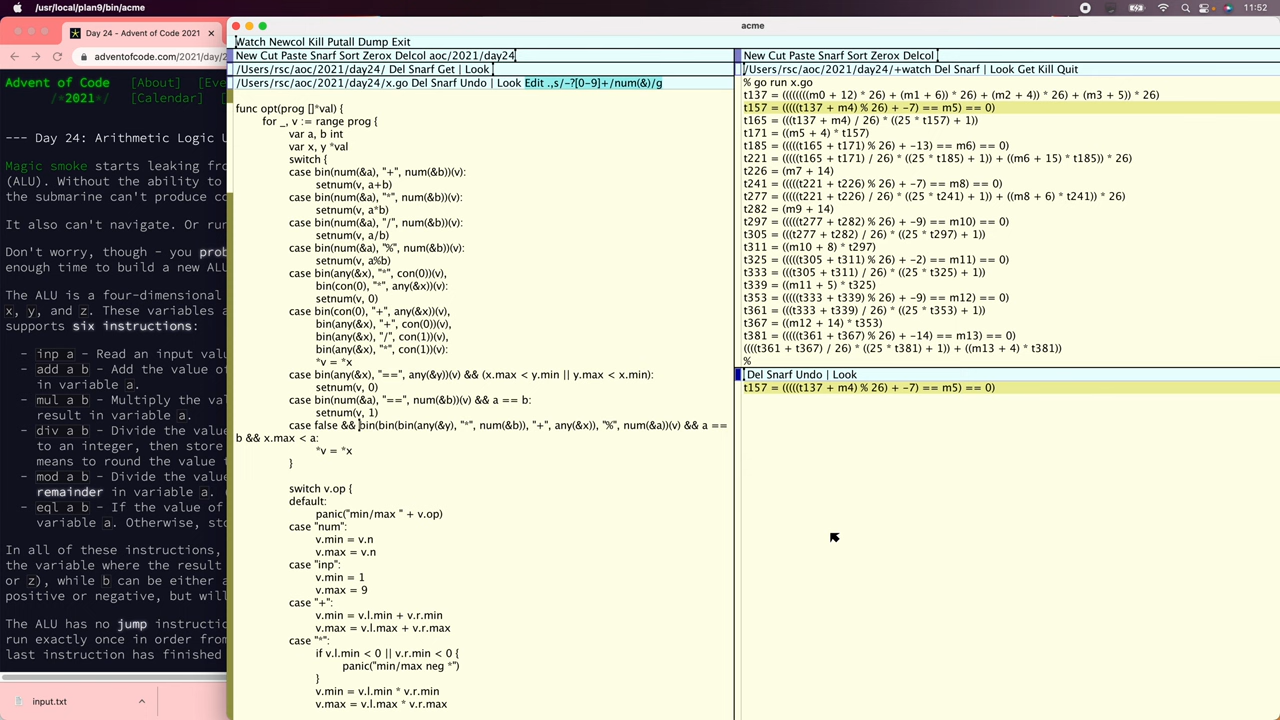 /usr/local/plan9/bin/acme
11:52
Day 24 - Advent of Code 2021
adventofcode.com/2021/day/2
Advent of Code [About] [Eve
/*2021*/ [Calendar] [
--- Day 24: Arithmetic Logic U
Magic smoke starts leaking fro
(ALU). Without the ability to
the submarine can't produce co
It also can't navigate. Or run
Don't worry, though - you prob
enough time to build a new ALU
The ALU is a four-dimensional
x, y, and z. These variables a
supports six instructions:
- inp a - Read an input valu
- add a b - Add the value of
in variable a.
- mul a b - Multiply the valu
result in variable a.
- div a b - Divide the value
to an integer, then store
means to round the value t
- mod a b - Divide the value
remainder in variable a. (
- eql a b - If the value of
variable a. Otherwise, sto
In all of these instructions,
the variable where the result
or z), while b can be either a
positive or negative, but will
The ALU has no jump instructio
run exactly once in order from
last instruction has finished
input.txt
acme
Watch Newcol Kill Putall Dump Exit
New Cut Paste Snarf Sort Zerox Delcol aoc/2021/day24
/Users/rsc/aoc/2021/day24/ Del Snarf Get | Look
/Users/rsc/aoc/2021/day24/x.go Del Snarf Undo | Look Edit .,s/-?[0-9]+/num(&)/g
func opt(prog []*val) {
for _, v := range prog {
var a, b int
var x, y *val
switch {
case bin(num(&a), "+", num(&b))(v):
setnum(v, a+b)
case bin(num(&a), "*", num(&b))(v):
setnum(v, a*b)
case bin(num(&a), "/", num(&b))(v):
setnum(v, a/b)
case bin(num(&a), "%", num(&b))(v):
setnum(v, a%b)
case bin(any(&x), "*", con(0))(v),
bin(con(0), "*", any(&x))(v):
setnum(v, 0)
case bin(con(0), "+", any(&x))(v),
bin(any(&x), "+", con(0))(v),
bin(any(&x), "/", con(1))(v),
bin(any(&x), "*", con(1))(v):
*v = *x
case bin(any(&x), "==", any(&y))(v) && (x.max < y.min || y.max < x.min):
setnum(v, 0)
case bin(num(&a), "==", num(&b))(v) && a == b:
setnum(v, 1)
case false && bin(bin(bin(any(&y), "*", num(&b)), "+", any(&x)), "%", num(&a))(v) && a ==
b && x.max < a:
*v = *x
}
switch v.op {
default:
panic("min/max " + v.op)
case "num":
v.min = v.n
v.max = v.n
case "inp":
v.min = 1
v.max = 9
case "+":
v.min = v.l.min + v.r.min
v.max = v.l.max + v.r.max
case "*":
if v.l.min < 0 || v.r.min < 0 {
panic("min/max neg *")
}
v.min = v.l.min * v.r.min
v.max = v.l.max * v.r.max
New Cut Paste Snarf Sort Zerox Delcol
/Users/rsc/aoc/2021/day24/+watch Del Snarf | Look Get Kill Quit
% go run x.go
t137 = (((((((m0 + 12) * 26) + (m1 + 6)) * 26) + (m2 + 4)) * 26) + (m3 + 5)) * 26)
t157 = (((((t137 + m4) % 26) + -7) == m5) == 0)
t165 = (((t137 + m4) / 26) * ((25 * t157) + 1))
t171 = ((m5 + 4) * t157)
t185 = (((((t165 + t171) % 26) + -13) == m6) == 0)
t221 = (((((t165 + t171) / 26) * ((25 * t185) + 1)) + ((m6 + 15) * t185)) * 26)
t226 = (m7 + 14)
t241 = (((((t221 + t226) % 26) + -7) == m8) == 0)
t277 = (((((t221 + t226) / 26) * ((25 * t241) + 1)) + ((m8 + 6) * t241)) * 26)
t282 = (m9 + 14)
t297 = (((((t277 + t282) % 26) + -9) == m10) == 0)
t305 = (((t277 + t282) / 26) * ((25 * t297) + 1))
t311 = ((m10 + 8) * t297)
t325 = (((((t305 + t311) % 26) + -2) == m11) == 0)
t333 = (((t305 + t311) / 26) * ((25 * t325) + 1))
t339 = ((m11 + 5) * t325)
t353 = (((((t333 + t339) % 26) + -9) == m12) == 0)
t361 = (((t333 + t339) / 26) * ((25 * t353) + 1))
t367 = ((m12 + 14) * t353)
t381 = (((((t361 + t367) % 26) + -14) == m13) == 0)
((((t361 + t367) / 26) * ((25 * t381) + 1)) + ((m13 + 4) * t381))
%
Del Snarf Undo | Look
t157 = (((((t137 + m4) % 26) + -7) == m5) == 0)